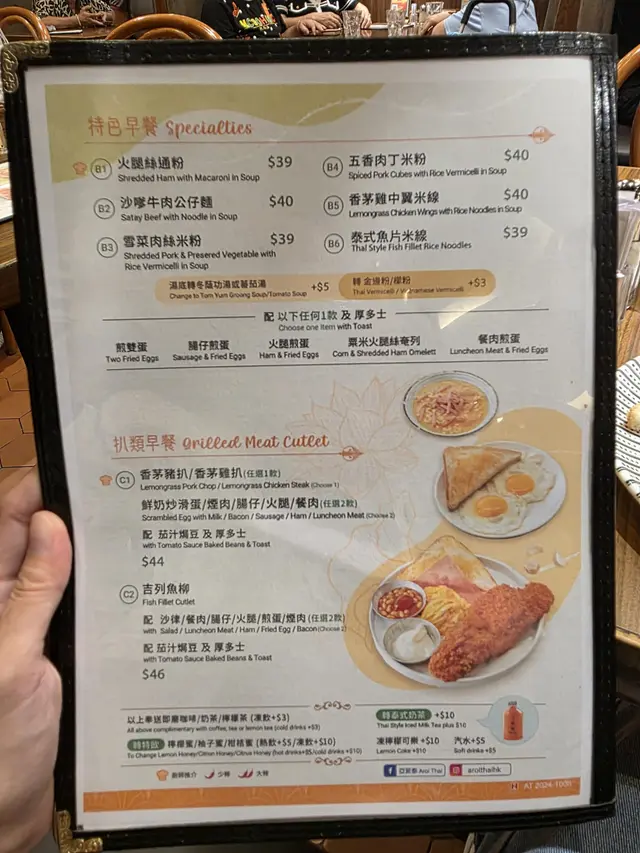 特色早餐 Specialties
B1 火腿絲通粉 $39
Shredded Ham with Macaroni in Soup
B2 沙嗲牛肉公仔麵 $40
Satay Beef with Noodle in Soup
B3 雪菜肉絲米粉 $39
Shredded Pork & Presered Vegetable with
Rice Vermicelli in Soup
B4 五香肉丁米粉 $40
Spiced Pork Cubes with Rice Vermicelli in Soup
B5 香茅雞中翼米線 $40
Lemongrass Chicken Wings with Rice Noodles in Soup
B6 泰式魚片米線 $39
Thai Style Fish Fillet Rice Noodles
湯底轉冬蔭功湯或蕃茄湯 +$5
Change to Tom Yum Groong Soup/Tomato Soup
轉 金邊粉/檬粉 +$3
Thai Vermicelli / Vietnamese Vermicelli
配 以下任何1款 及 厚多士
Choose one Item with Toast
煎雙蛋
Two Fried Eggs
腸仔煎蛋
Sausage & Fried Eggs
火腿煎蛋
Ham & Fried Eggs
粟米火腿絲奄列
Corn & Shredded Ham Omelett
餐肉煎蛋
Luncheon Meat & Fried Eggs
扒類早餐 Grilled Meat Cutlet
C1 香茅豬扒/香茅雞扒(任選1款)
Lemongrass Pork Chop / Lemongrass Chicken Steak (Choose 1)
鮮奶炒滑蛋/煙肉/腸仔/火腿/餐肉(任選2款)
Scrambled Egg with Milk / Bacon / Sausage / Ham / Luncheon Meat (Choose 2)
配 茄汁焗豆 及 厚多士
with Tomato Sauce Baked Beans & Toast
$44
C2 吉列魚柳
Fish Fillet Cutlet
配 沙律/餐肉/腸仔/火腿/煎蛋/煙肉(任選2款)
with Salad / Luncheon Meat / Ham / Fried Egg / Bacon (Choose 2)
配 茄汁焗豆 及 厚多士
with Tomato Sauce Baked Beans & Toast
$46
以上奉送即磨咖啡/奶茶/檸檬茶 (凍飲+$3)
All above complimentary with coffee, tea or lemon tea (cold drinks +$3)
轉特飲 檸檬蜜/柚子蜜/柑桔蜜 (熱飲+$5/凍飲+$10)
To Change Lemon Honey/Citron Honey/Citrus Honey (hot drinks+$5/cold drinks +$10)
轉泰式奶茶 +$10
Thai Style Iced Milk Tea plus $10
凍檸檬可樂 +$10
Lemon Coke +$10
汽水+$5
Soft drinks +$5
廚師推介 少辣 大辣
亞萊泰 Aroi Thai
aroithaihk
H AT 2024-1031